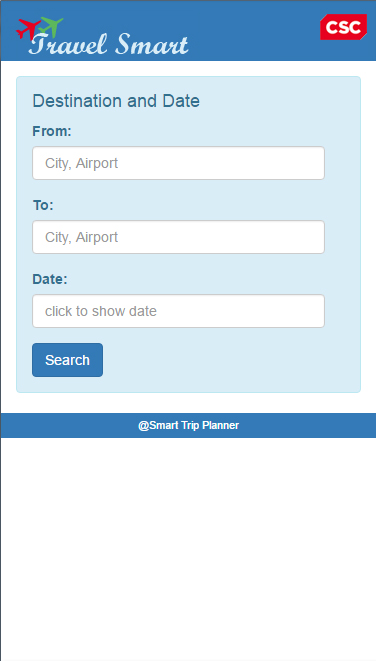 Travel Smart
CSC
Destination and Date
From:
City, Airport
To:
City, Airport
Date:
click to show date
Search
@Smart Trip Planner